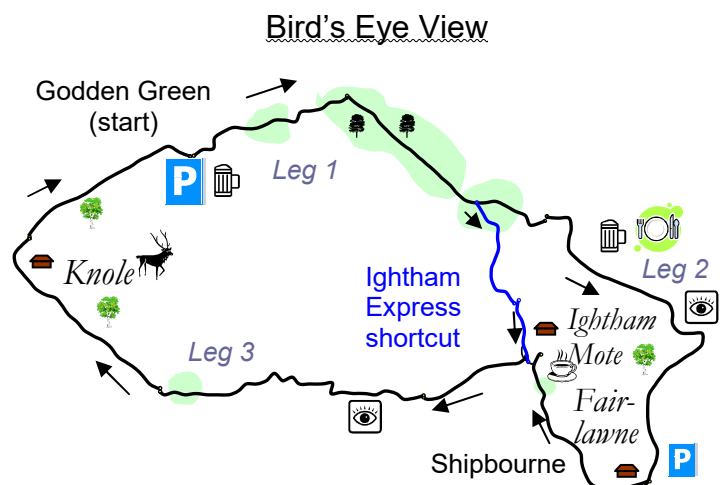 Bird's Eye View
Godden Green
(start)
P
Leg 1
Leg 2
Knole
Ightham
Express
shortcut
Ightham
Mote
Leg 3
Fair-
lawne
Shipbourne
P